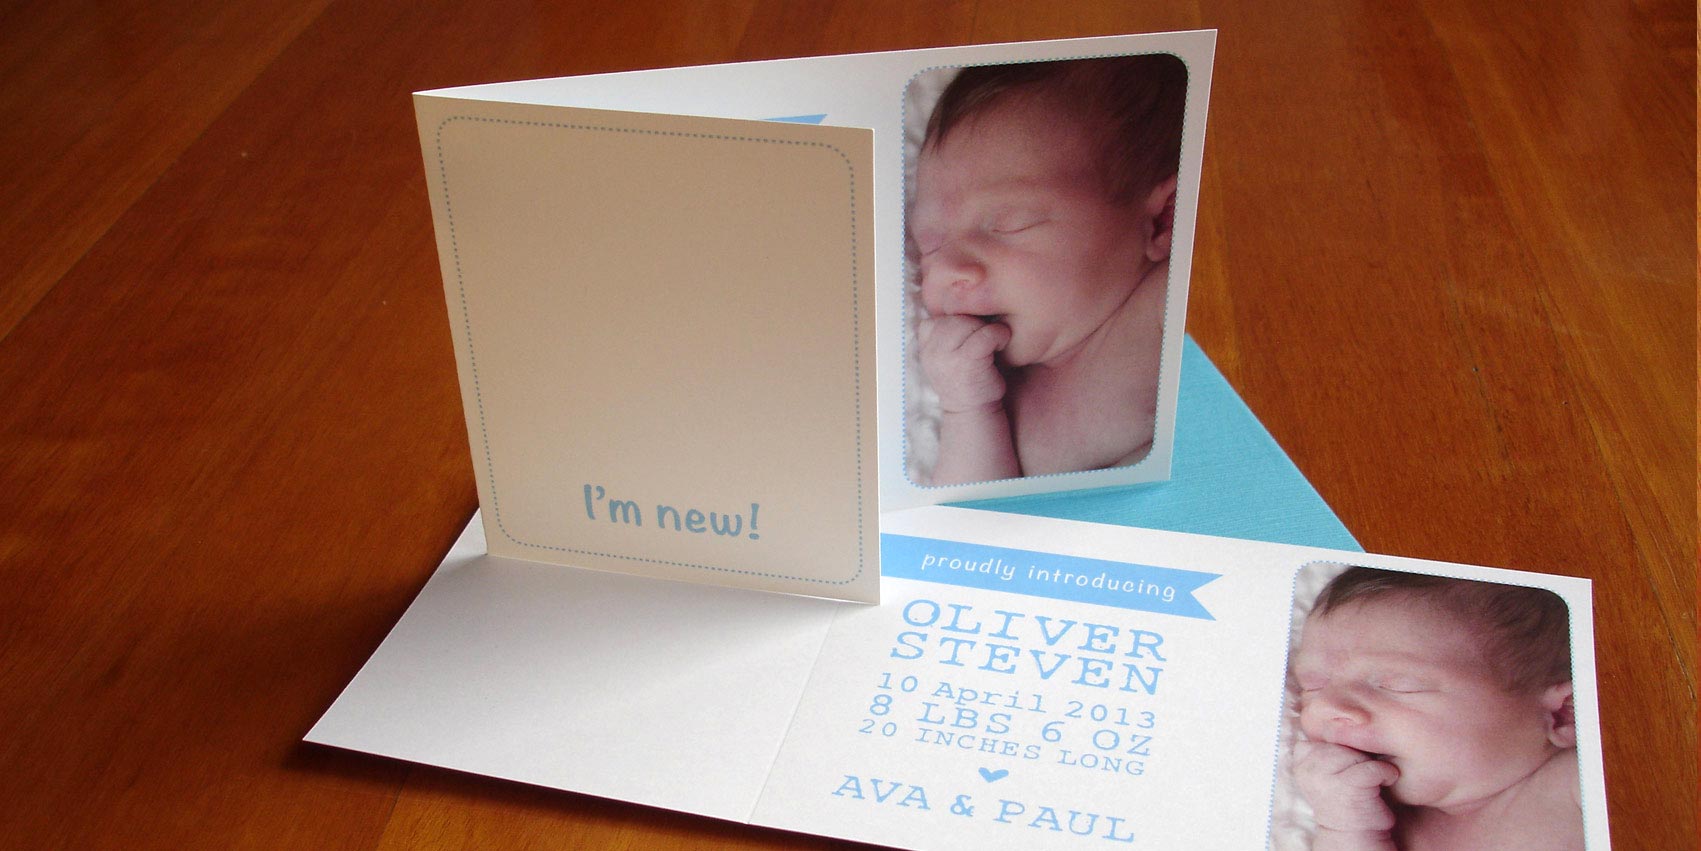 I'm new!
proudly introducing
OLIVER
STEVEN
10 April 2013
8 LBS 6 OZ
20 INCHES LONG
AVA & PAUL